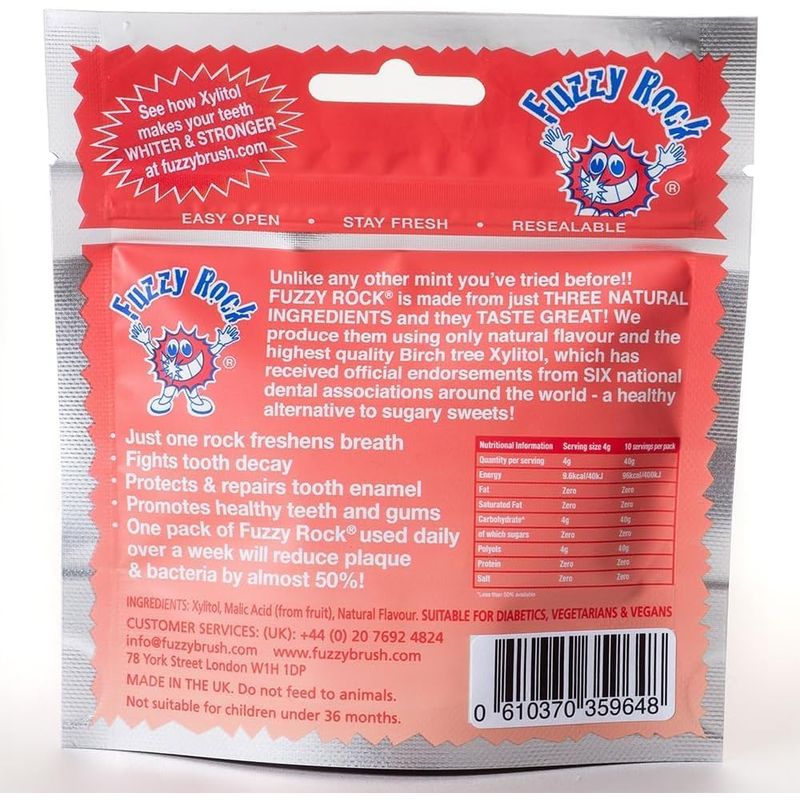 See how Xylitol
makes your teeth
WHITER & STRONGER
at fuzzybrush.com
Fuzzy Rock
®
EASY OPEN • STAY FRESH • RESEALABLE
Fuzzy Rock
®
Unlike any other mint you've tried before!!
FUZZY ROCK® is made from just THREE NATURAL
INGREDIENTS and they TASTE GREAT! We
produce them using only natural flavour and the
highest quality Birch tree Xylitol, which has
received official endorsements from SIX national
dental associations around the world - a healthy
alternative to sugary sweets!
• Just one rock freshens breath
• Fights tooth decay
• Protects & repairs tooth enamel
• Promotes healthy teeth and gums
• One pack of Fuzzy Rock® used daily
over a week will reduce plaque
& bacteria by almost 50%!
Nutritional Information Serving size 4g 10 servings per pack
Quantity per serving 4g 40g
Energy 9.6kcal/40kJ 96kcal/400kJ
Fat Zero Zero
Saturated Fat Zero Zero
Carbohydrate* 4g 40g
of which sugars Zero Zero
Polyols 4g 40g
Protein Zero Zero
Salt Zero Zero
*Less than 50% available
INGREDIENTS: Xylitol, Malic Acid (from fruit), Natural Flavour. SUITABLE FOR DIABETICS, VEGETARIANS & VEGANS
CUSTOMER SERVICES: (UK): +44 (0) 20 7692 4824
info@fuzzybrush.com www.fuzzybrush.com
78 York Street London W1H 1DP
MADE IN THE UK. Do not feed to animals.
Not suitable for children under 36 months.
0 610370 359648